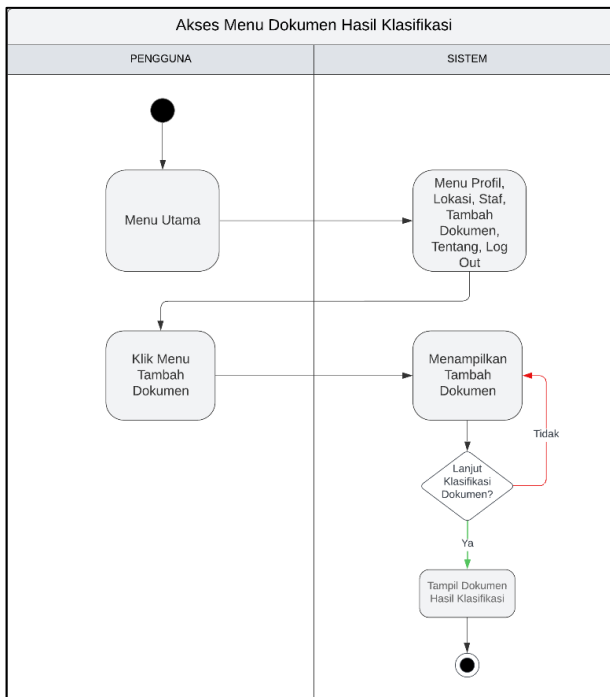 Akses Menu Dokumen Hasil Klasifikasi
PENGGUNA
SISTEM
Menu Utama
Menu Profil,
Lokasi, Staf,
Tambah
Dokumen,
Tentang, Log
Out
Klik Menu
Tambah
Dokumen
Menampilkan
Tambah
Dokumen
Tidak
Lanjut
Klasifikasi
Dokumen?
Ya
Tampil Dokumen
Hasil Klasifikasi